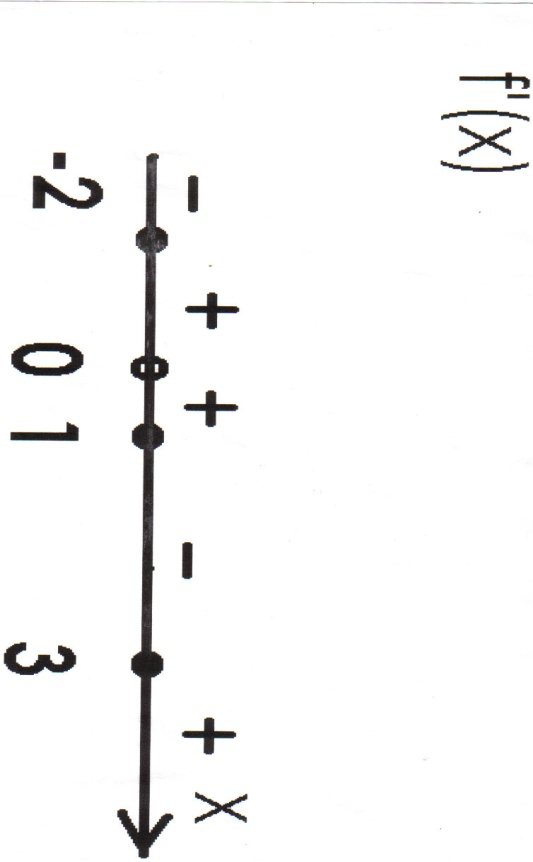 f'(x)
- + + - + x
-2 0 1 3